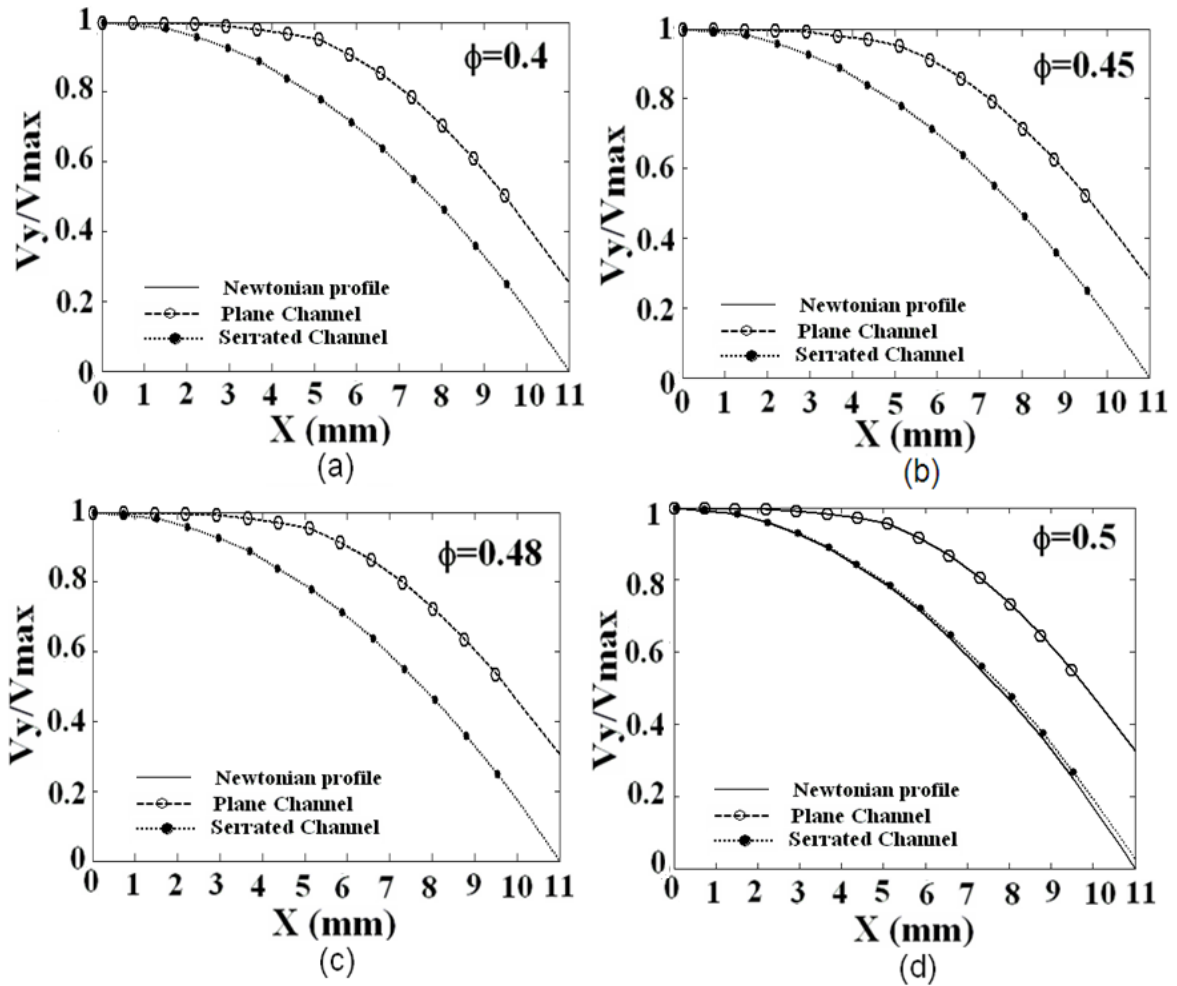 ϕ=0.4
Vy/Vmax
1
0.8
0.6
0.4
0.2
0
Newtonian profile
Plane Channel
Serrated Channel
0 1 2 3 4 5 6 7 8 9 10 11
X (mm)
(a)
ϕ=0.45
Vy/Vmax
1
0.8
0.6
0.4
0.2
0
Newtonian profile
Plane Channel
Serrated Channel
0 1 2 3 4 5 6 7 8 9 10 11
X (mm)
(b)
ϕ=0.48
Vy/Vmax
1
0.8
0.6
0.4
0.2
0
Newtonian profile
Plane Channel
Serrated Channel
0 1 2 3 4 5 6 7 8 9 10 11
X (mm)
(c)
ϕ=0.5
Vy/Vmax
1
0.8
0.6
0.4
0.2
0
Newtonian profile
Plane Channel
Serrated Channel
0 1 2 3 4 5 6 7 8 9 10 11
X (mm)
(d)